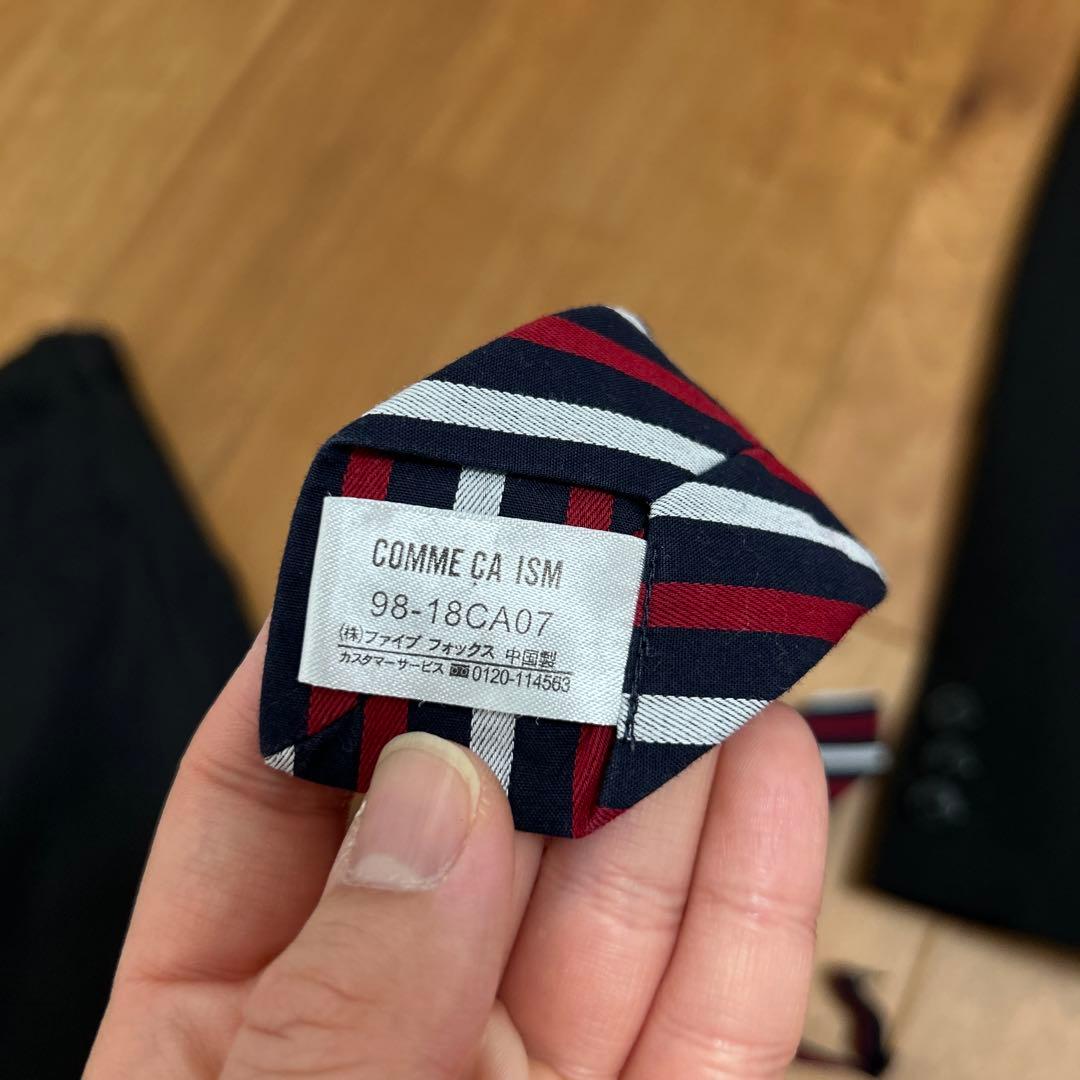 COMME ÇA ISM
98-18CA07
(株)ファイブ フォックス 中国製
カスタマーサービス 0120-114563